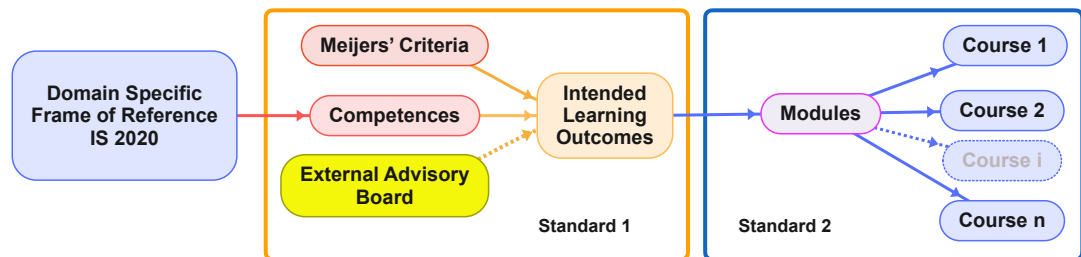 Domain Specific
Frame of Reference
IS 2020
Meijers’ Criteria
Competences
External Advisory
Board
Intended
Learning
Outcomes
Standard 1
Modules
Course 1
Course 2
Course i
Course n
Standard 2